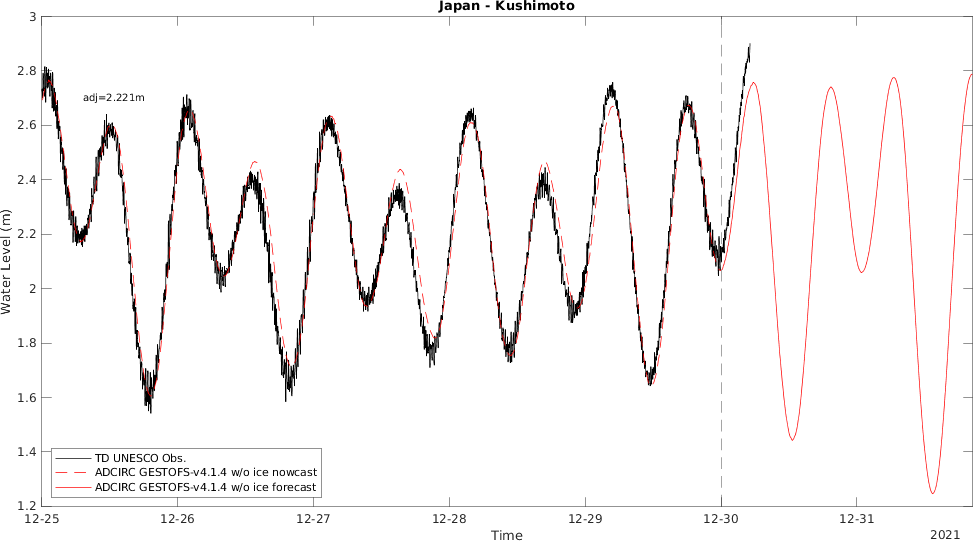 Japan - Kushimoto
3
2.8
2.6
2.4
2.2
2
1.8
1.6
1.4
1.2
Water Level (m)
adj=2.221m
TD UNESCO Obs.
ADCIRC GESTOFS-v4.1.4 w/o ice nowcast
ADCIRC GESTOFS-v4.1.4 w/o ice forecast
12-25 12-26 12-27 12-28 12-29 12-30 12-31
Time
2021